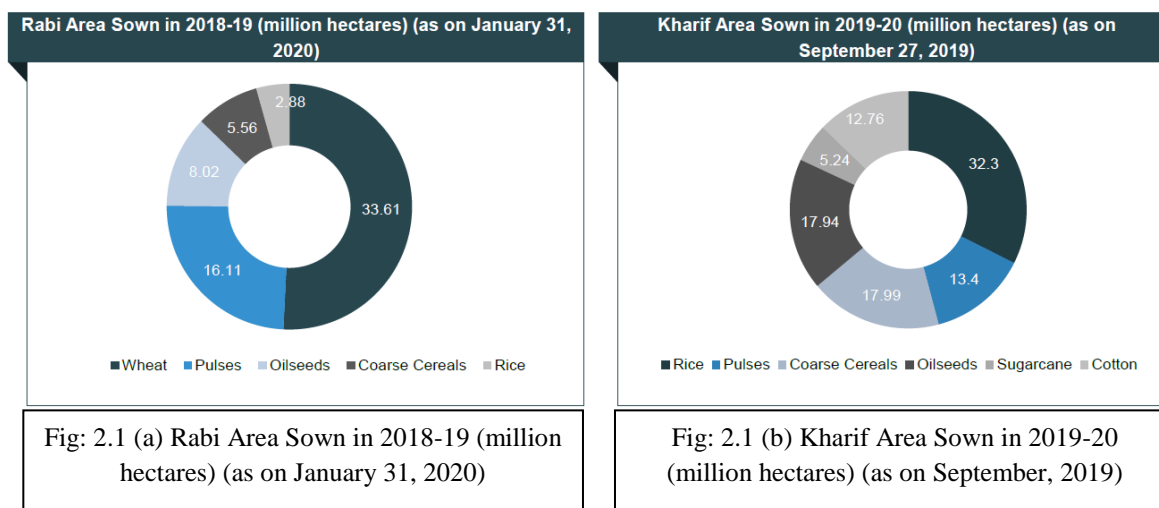 Rabi Area Sown in 2018-19 (million hectares) (as on January 31,
2020)
2.88
5.56
8.02
33.61
16.11
Wheat Pulses Oilseeds Coarse Cereals Rice
Fig: 2.1 (a) Rabi Area Sown in 2018-19 (million
hectares) (as on January 31, 2020)
Kharif Area Sown in 2019-20 (million hectares) (as on
September 27, 2019)
12.76
5.24
32.3
17.94
13.4
17.99
Rice Pulses Coarse Cereals Oilseeds Sugarcane Cotton
Fig: 2.1 (b) Kharif Area Sown in 2019-20
(million hectares) (as on September, 2019)